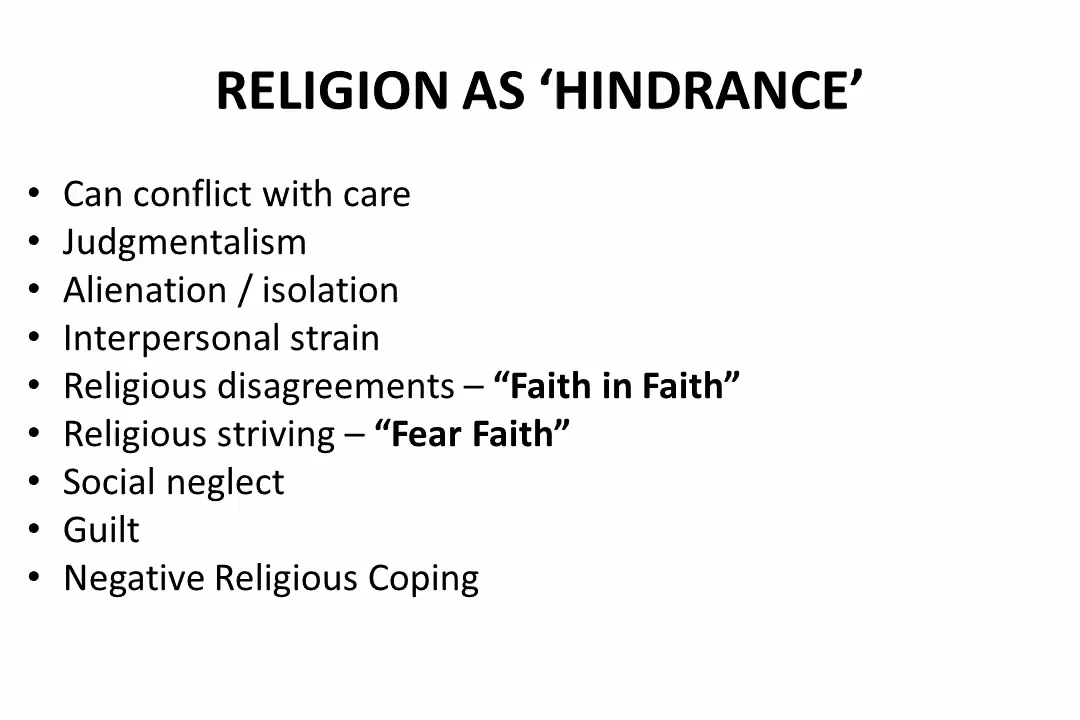 RELIGION AS ‘HINDRANCE’
• Can conflict with care
• Judgmentalism
• Alienation / isolation
• Interpersonal strain
• Religious disagreements – “Faith in Faith”
• Religious striving – “Fear Faith”
• Social neglect
• Guilt
• Negative Religious Coping